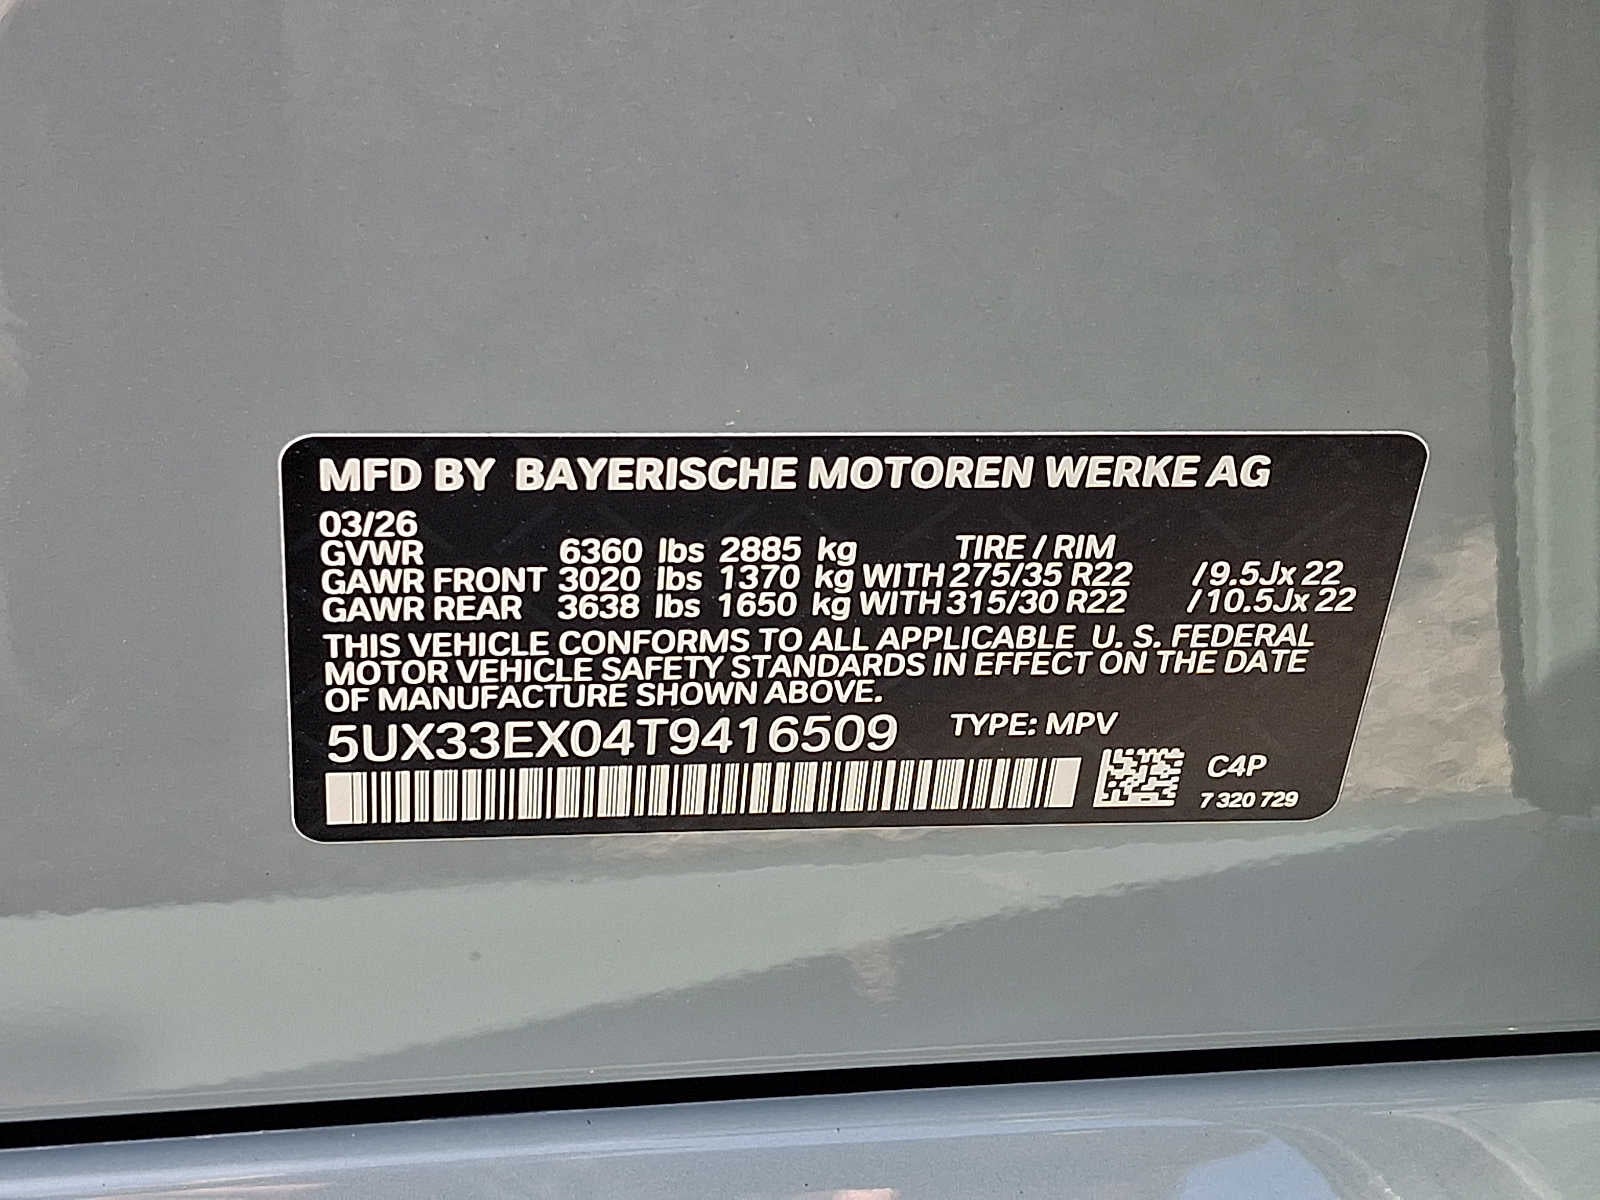 MFD BY BAYERISCHE MOTOREN WERKE AG
03/26
GVWR 6360 lbs 2885 kg TIRE / RIM
GAWR FRONT 3020 lbs 1370 kg WITH 275/35 R22 / 9.5Jx 22
GAWR REAR 3638 lbs 1650 kg WITH 315/30 R22 / 10.5Jx 22
THIS VEHICLE CONFORMS TO ALL APPLICABLE U. S. FEDERAL
MOTOR VEHICLE SAFETY STANDARDS IN EFFECT ON THE DATE
OF MANUFACTURE SHOWN ABOVE.
5UX33EX04T9416509 TYPE: MPV
C4P
7 320 729